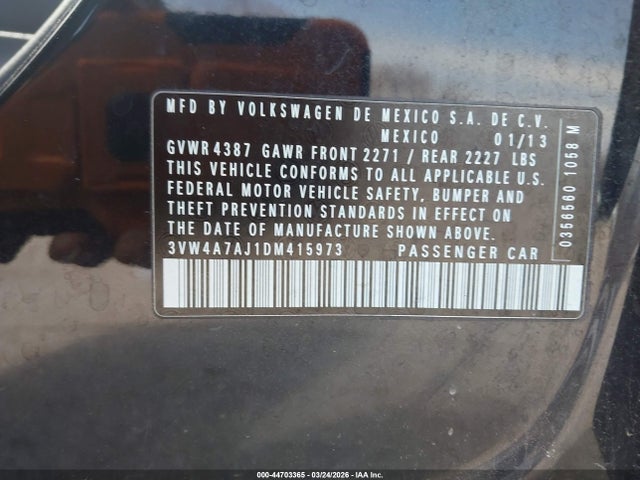 MFD BY VOLKSWAGEN DE MEXICO S.A. DE C.V.
MEXICO 01/13
GVWR 4387 GAWR FRONT 2271 / REAR 2227 LBS
THIS VEHICLE CONFORMS TO ALL APPLICABLE U.S.
FEDERAL MOTOR VEHICLE SAFETY, BUMPER AND
THEFT PREVENTION STANDARDS IN EFFECT ON
THE DATE OF MANUFACTURE SHOWN ABOVE.
3VW4A7AJ1DM415973 PASSENGER CAR
0356560 1058 M
000-44703365 - 03/24/2026 - IAA Inc.